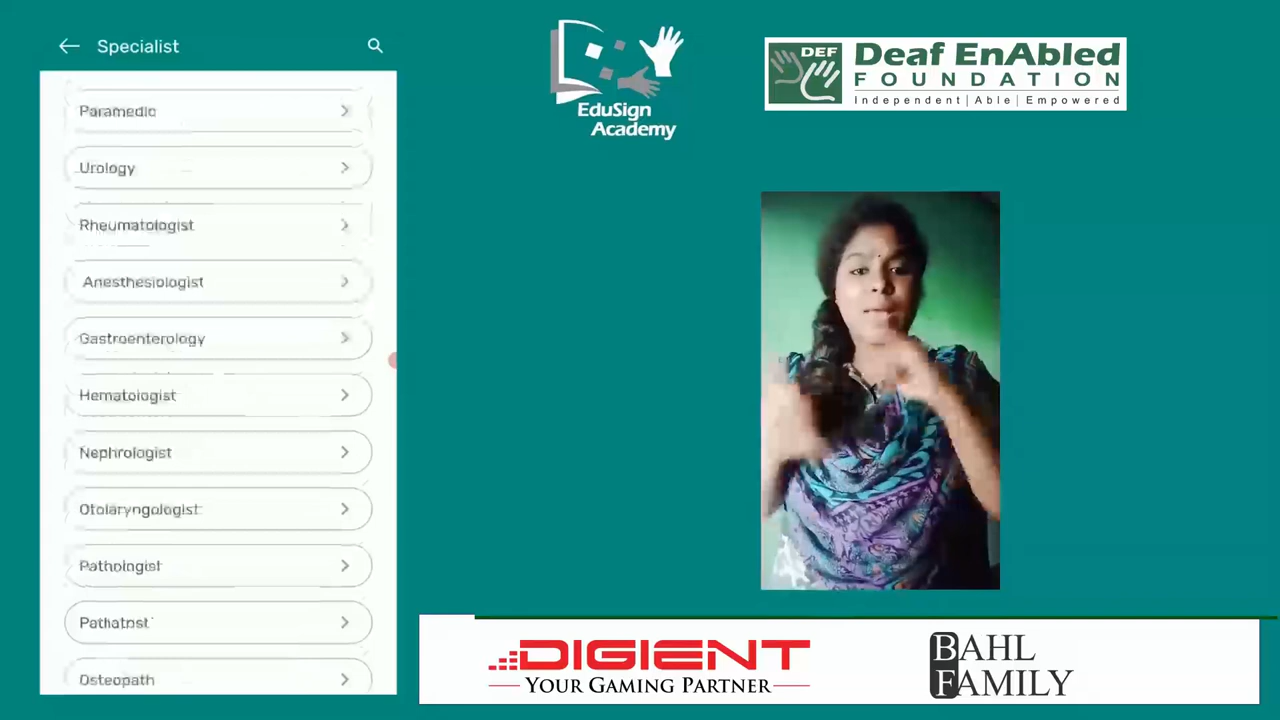 Specialist
Paramedic
Urology
Rheumatologist
Anesthesiologist
Gastroenterology
Hematologist
Nephrologist
Otolaryngologist
Pathologist
Osteopath
EduSign
Academy
DEF
Deaf EnAbled
FOUNDATION
Independent | Able | Empowered
DIGIENT
YOUR GAMING PARTNER
BAHL
FAMILY